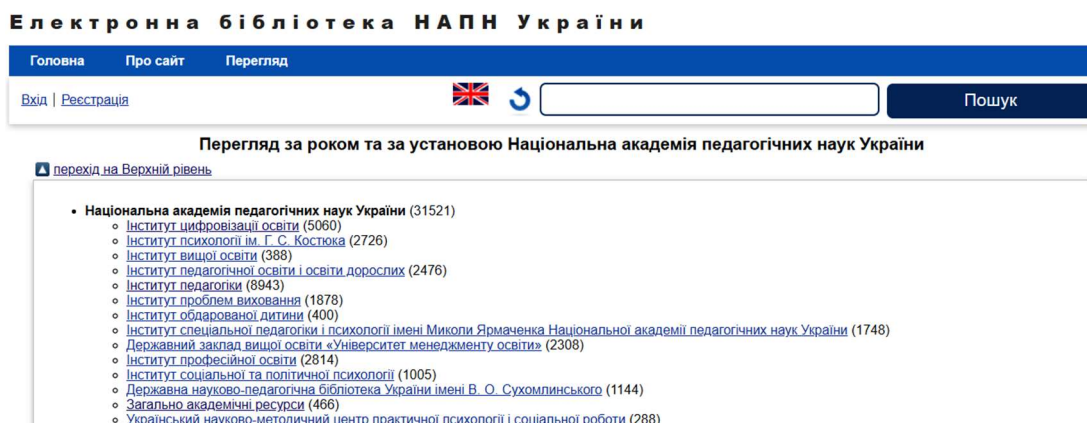 Електронна бібліотека НАПН України
Головна Про сайт Перегляд
Вхід | Реєстрація Пошук
Перегляд за роком та за установою Національна академія педагогічних наук України
перехід на Верхній рівень
• Національна академія педагогічних наук України (31521)
Інститут цифровізації освіти (5060)
Інститут психології ім. Г. С. Костюка (2726)
Інститут вищої освіти (388)
Інститут педагогічної освіти і освіти дорослих (2476)
Інститут педагогіки (8943)
Інститут проблем виховання (1878)
Інститут обдарованої дитини (400)
Інститут спеціальної педагогіки і психології імені Миколи Ярмаченка Національної академії педагогічних наук України (1748)
Державний заклад вищої освіти «Університет менеджменту освіти» (2308)
Інститут професійної освіти (2814)
Інститут соціальної та політичної психології (1005)
Державна науково-педагогічна бібліотека України імені В. О. Сухомлинського (1144)
Загально академічні ресурси (466)
Український науково-методичний центр практичної психології і соціальної роботи (288)